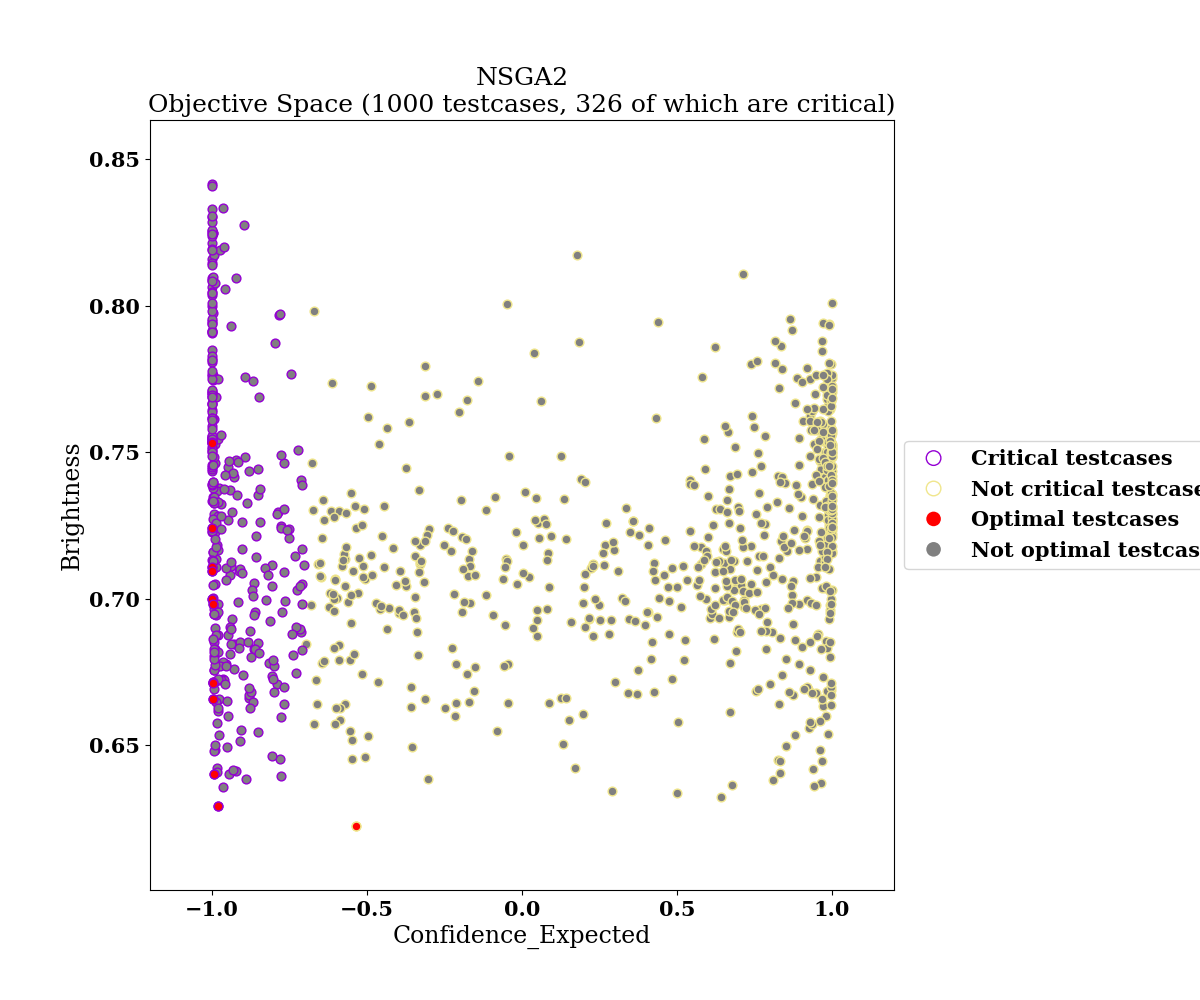 NSGA2
Objective Space (1000 testcases, 326 of which are critical)
0.85
0.80
0.75
0.70
0.65
Brightness
−1.0
−0.5
0.0
0.5
1.0
Confidence_Expected
Critical testcases
Not critical testcase
Optimal testcases
Not optimal testcas